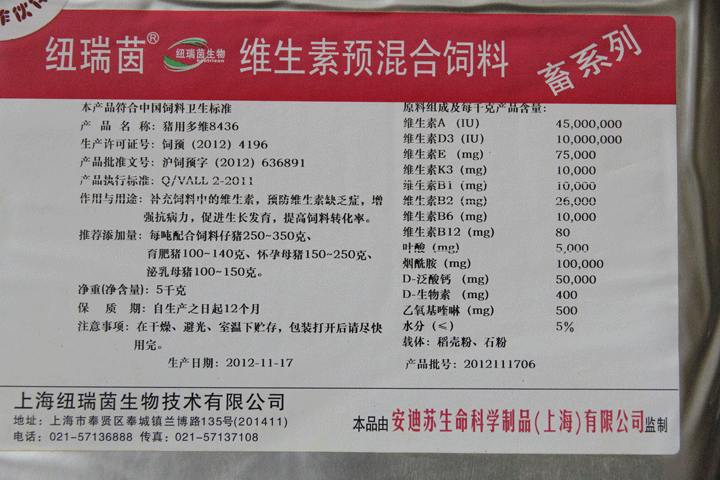 作伙伴
纽瑞茵® 纽瑞茵生物 维生素预混合饲料 畜系列
本产品符合中国饲料卫生标准
产 品 名 称：猪用多维8436
生产许可证号：饲预（2012）4196
产品批准文号：沪饲预字（2012）636891
产品执行标准：Q/VALL 2-2011
作用与用途：补充饲料中的维生素，预防维生素缺乏症，增
强抗病力，促进生长发育，提高饲料转化率。
推荐添加量：每吨配合饲料仔猪250~350克、
育肥猪100~140克、怀孕母猪150~250克、
泌乳母猪100~150克。
净重(净含量)：5千克
保 质 期：自生产之日起12个月
注意事项：在干燥、避光、室温下贮存，包装打开后请尽快
用完。
生产日期：2012-11-17
原料组成及每千克产品含量：
维生素A （IU） 45,000,000
维生素D3（IU） 10,000,000
维生素E （mg） 75,000
维生素K3（mg） 10,000
维生素B1（mg） 10,000
维生素B2（mg） 26,000
维生素B6（mg） 10,000
维生素B12（mg） 80
叶酸（mg） 5,000
烟酰胺（mg） 100,000
D-泛酸钙（mg） 50,000
D-生物素（mg） 400
乙氧基喹啉（mg） 500
水分（≤） 5%
载体：稻壳粉、石粉
产品批号：2012111706
上海纽瑞茵生物技术有限公司
地址：上海市奉贤区奉城镇兰博路135号(201411)
电话：021-57136888 传真：021-57137108
本品由安迪苏生命科学制品(上海)有限公司监制